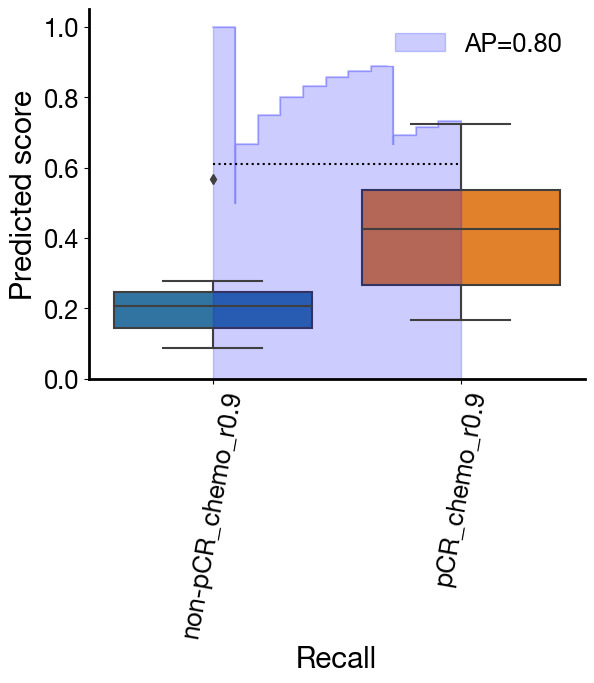 1.0
0.8
0.6
0.4
0.2
0.0
Predicted score
AP=0.80
non-pCR_chemo_r0.9
pCR_chemo_r0.9
Recall